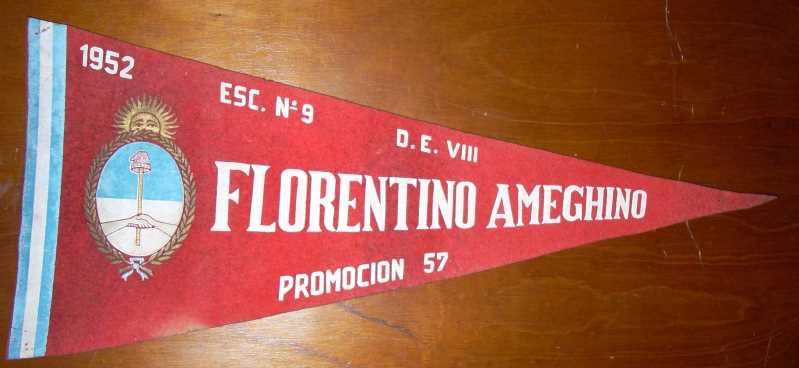 1952
ESC. Nº 9
D. E. VIII
FLORENTINO AMEGHINO
PROMOCION 57